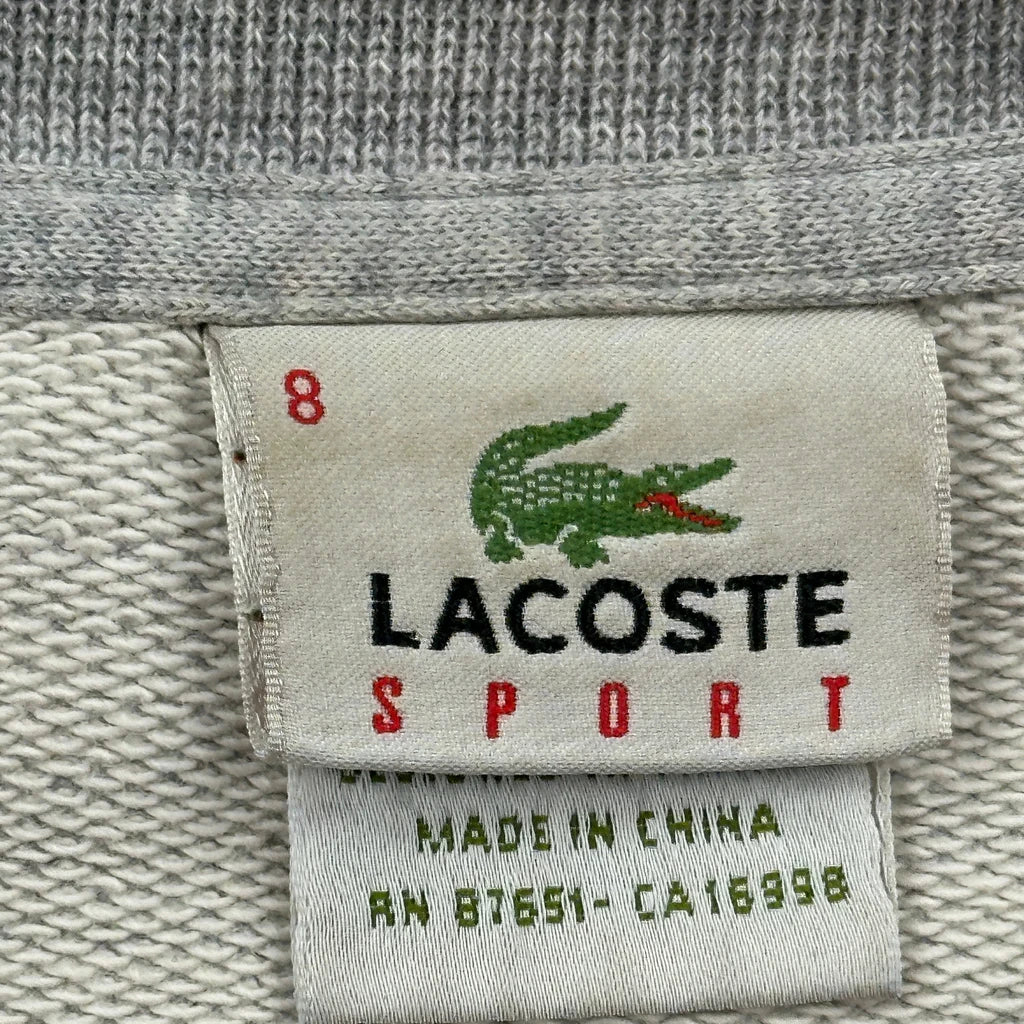 8
LACOSTE
SPORT
MADE IN CHINA
RN 87651- CA16998